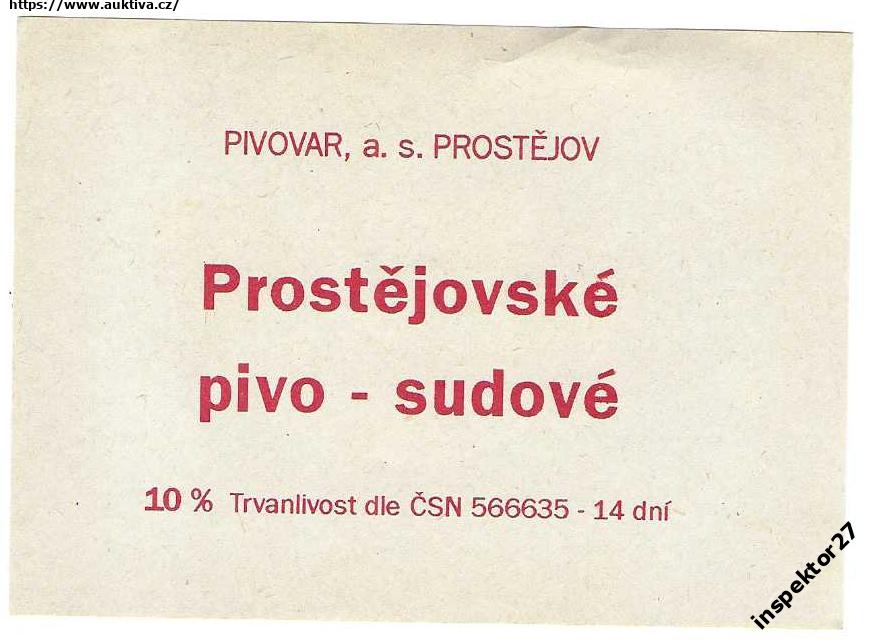 https://www.auktiva.cz/
PIVOVAR, a. s. PROSTĚJOV
Prostějovské
pivo - sudové
10 % Trvanlivost dle ČSN 566635 - 14 dní
inspektor27